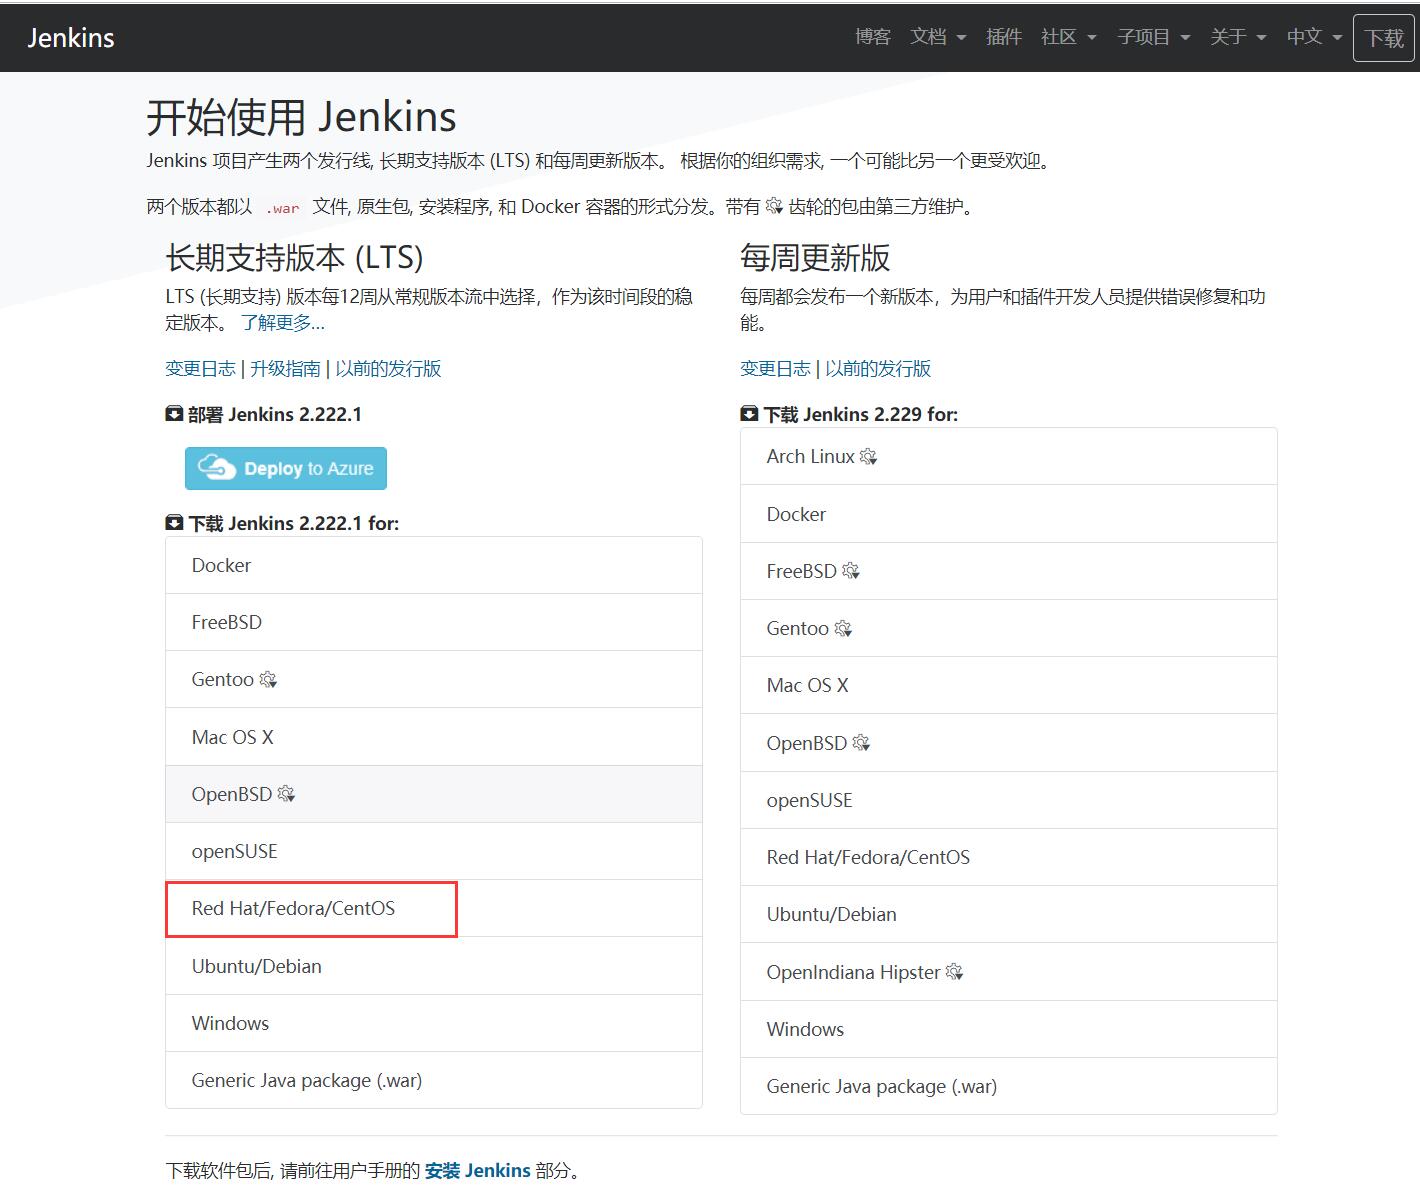 Jenkins
博客 文档 插件 社区 子项目 关于 中文 下载
开始使用 Jenkins
Jenkins 项目产生两个发行线, 长期支持版本 (LTS) 和每周更新版本。 根据你的组织需求, 一个可能比另一个更受欢迎。
两个版本都以 .war 文件, 原生包, 安装程序, 和 Docker 容器的形式分发。带有 齿轮的包由第三方维护。
长期支持版本 (LTS)
LTS (长期支持) 版本每12周从常规版本流中选择，作为该时间段的稳
定版本。 了解更多...
变更日志 | 升级指南 | 以前的发行版
部署 Jenkins 2.222.1
Deploy to Azure
下载 Jenkins 2.222.1 for:
Docker
FreeBSD
Gentoo
Mac OS X
OpenBSD
openSUSE
Red Hat/Fedora/CentOS
Ubuntu/Debian
Windows
Generic Java package (.war)
每周更新版
每周都会发布一个新版本，为用户和插件开发人员提供错误修复和功
能。
变更日志 | 以前的发行版
下载 Jenkins 2.229 for:
Arch Linux
Docker
FreeBSD
Gentoo
Mac OS X
OpenBSD
openSUSE
Red Hat/Fedora/CentOS
Ubuntu/Debian
OpenIndiana Hipster
Windows
Generic Java package (.war)
下载软件包后, 请前往用户手册的 安装 Jenkins 部分。